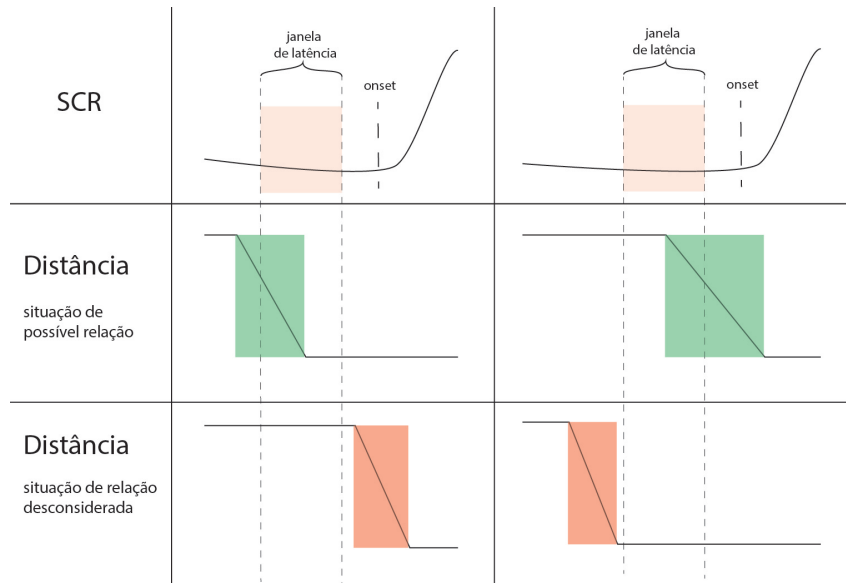 SCR
janela
de latência
onset
janela
de latência
onset
Distância
situação de
possível relação
Distância
situação de relação
desconsiderada